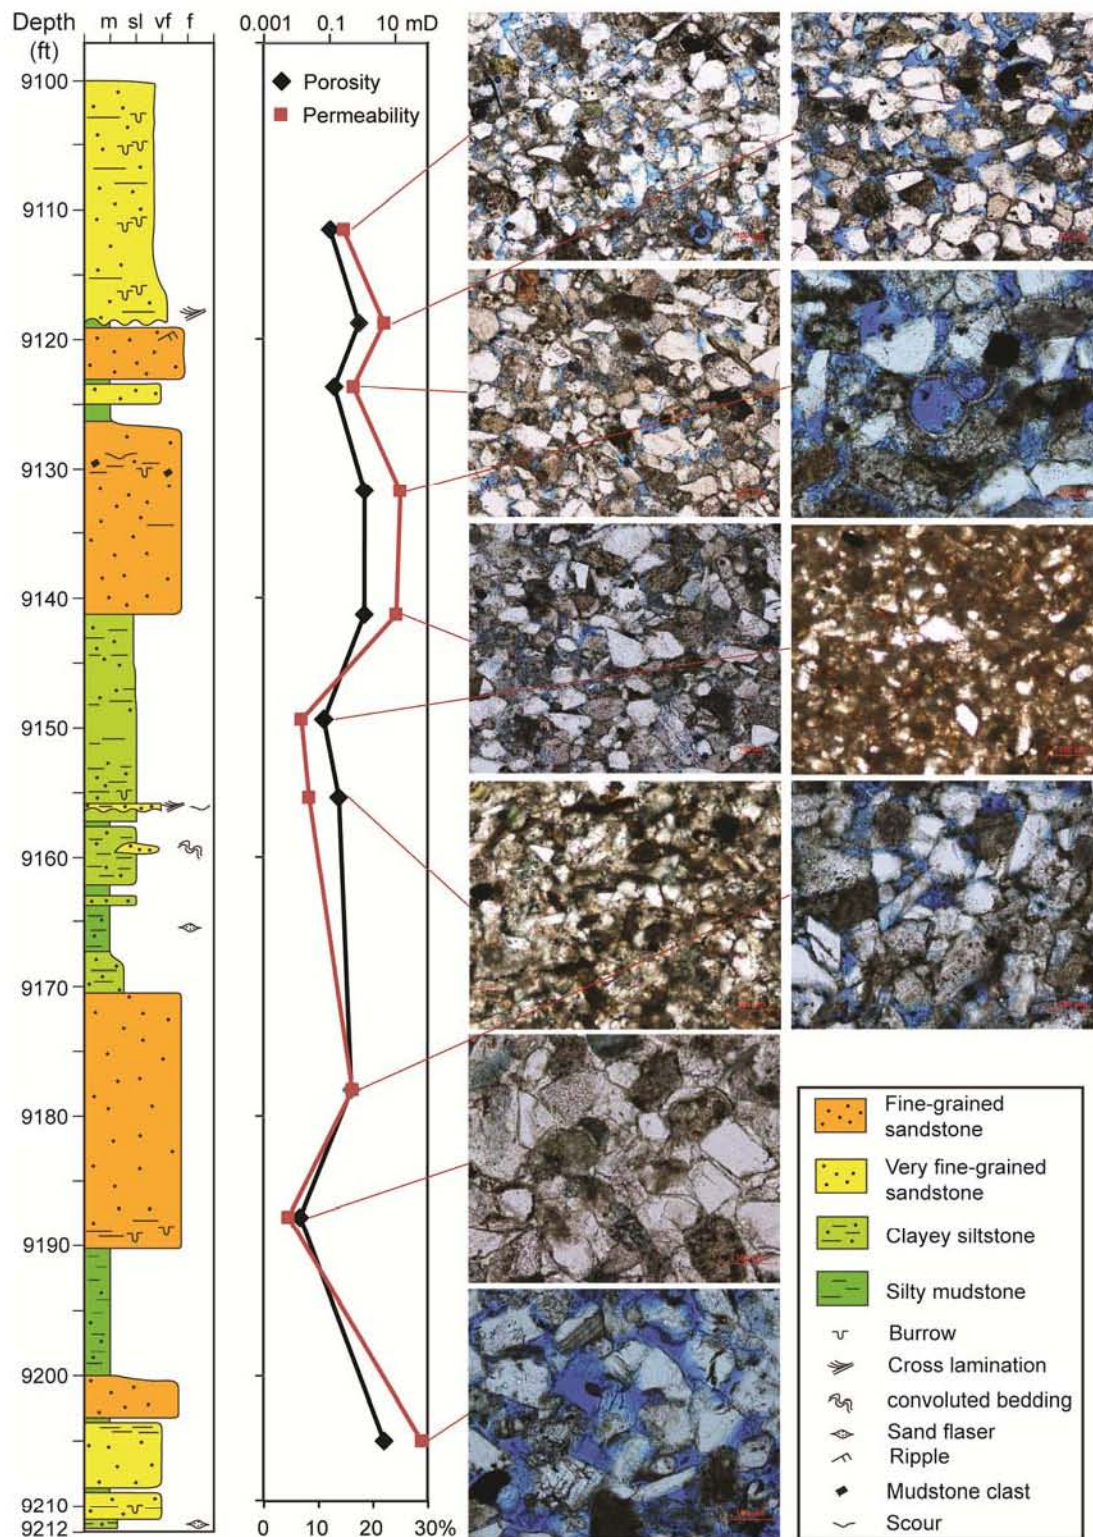 Depth
(ft)
m sl vf f
0.001 0.1 10 mD
Porosity
Permeability
9100
9110
9120
9130
9140
9150
9160
9170
9180
9190
9200
9210
9212
0 10 20 30%
Fine-grained
sandstone
Very fine-grained
sandstone
Clayey siltstone
Silty mudstone
Burrow
Cross lamination
convoluted bedding
Sand flaser
Ripple
Mudstone clast
Scour